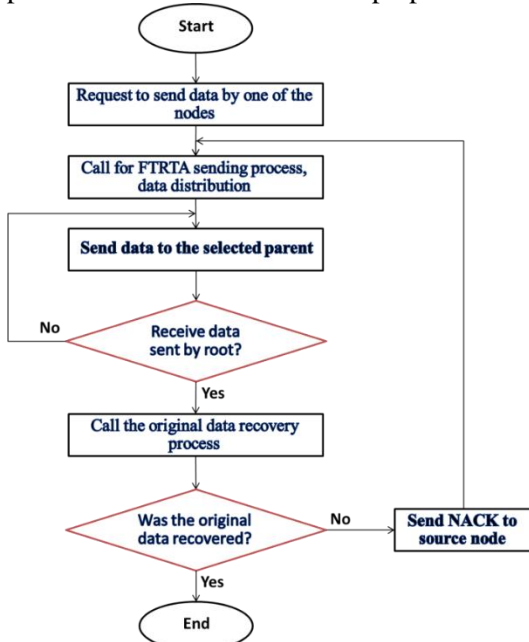 Start
Request to send data by one of the
nodes
Call for FTRTA sending process,
data distribution
Send data to the selected parent
No
Receive data
sent by root?
Yes
Call the original data recovery
process
Was the original
data recovered?
No
Send NACK to
source node
Yes
End